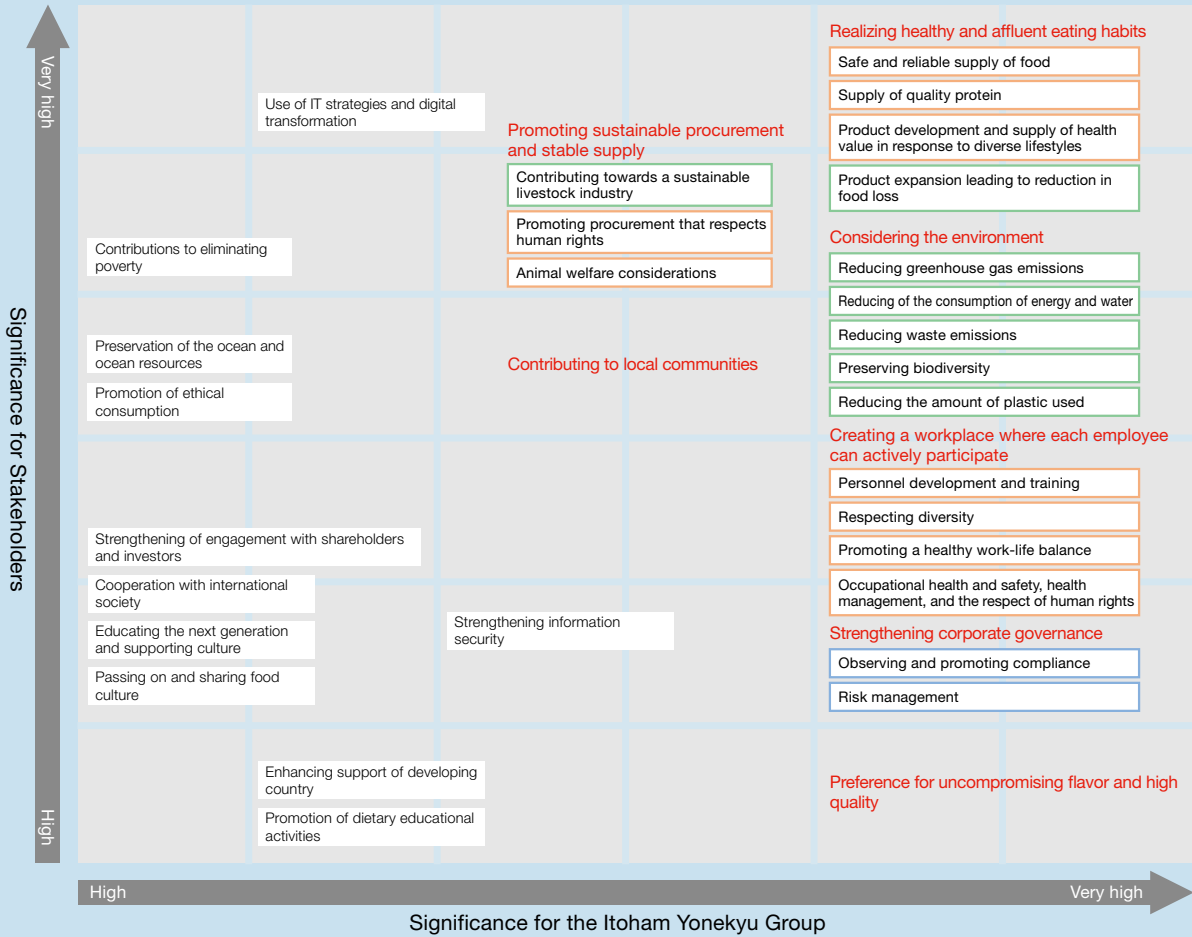 Very high
Significance for Stakeholders
High
Use of IT strategies and digital
transformation
Contributions to eliminating
poverty
Preservation of the ocean and
ocean resources
Promotion of ethical
consumption
Strengthening of engagement with shareholders
and investors
Cooperation with international
society
Educating the next generation
and supporting culture
Passing on and sharing food
culture
Enhancing support of developing
country
Promotion of dietary educational
activities
Promoting sustainable procurement
and stable supply
Contributing towards a sustainable
livestock industry
Promoting procurement that respects
human rights
Animal welfare considerations
Contributing to local communities
Strengthening information
security
Realizing healthy and affluent eating habits
Safe and reliable supply of food
Supply of quality protein
Product development and supply of health
value in response to diverse lifestyles
Product expansion leading to reduction in
food loss
Considering the environment
Reducing greenhouse gas emissions
Reducing of the consumption of energy and water
Reducing waste emissions
Preserving biodiversity
Reducing the amount of plastic used
Creating a workplace where each employee
can actively participate
Personnel development and training
Respecting diversity
Promoting a healthy work-life balance
Occupational health and safety, health
management, and the respect of human rights
Strengthening corporate governance
Observing and promoting compliance
Risk management
Preference for uncompromising flavor and high
quality
High
Very high
Significance for the Itoham Yonekyu Group